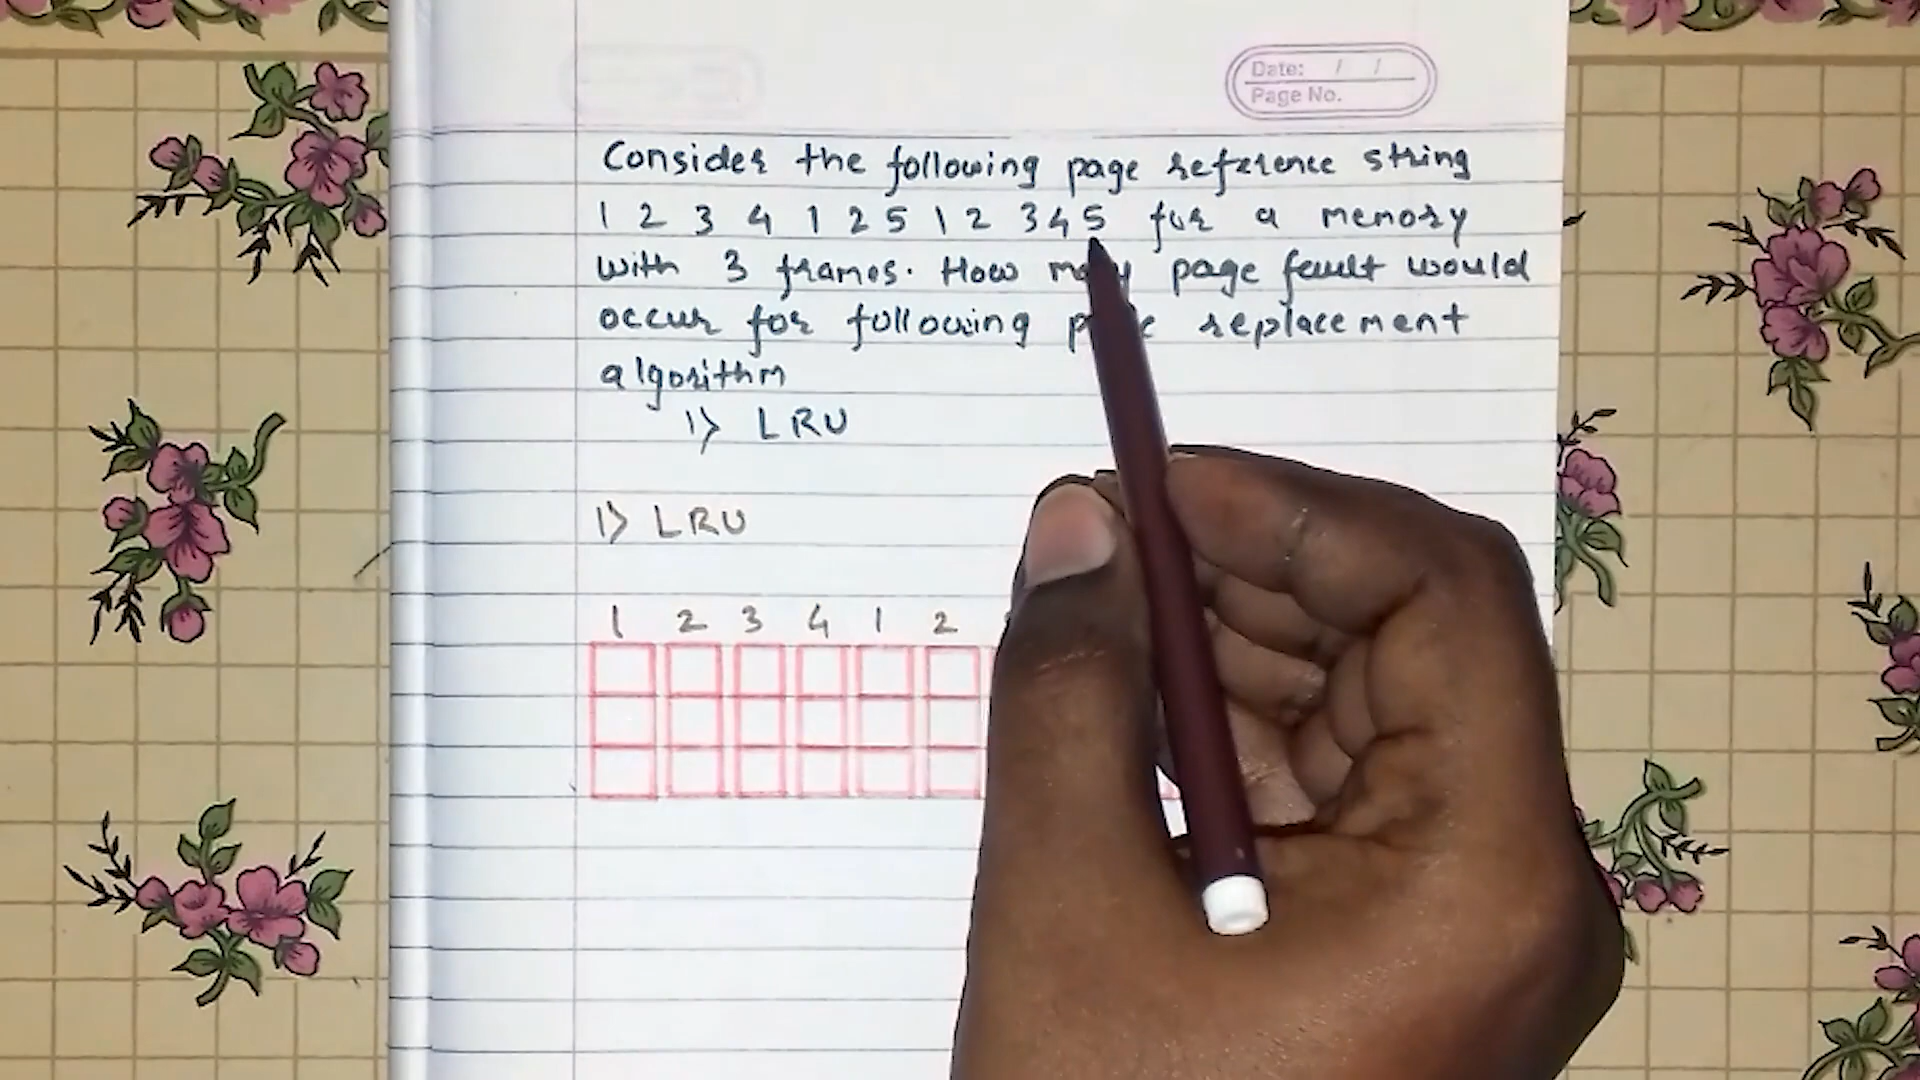 Date: / /
Page No.
Consider the following page reference string
1 2 3 4 1 2 5 1 2 3 4 5 for a memory
with 3 frames. How many page feult would
occur for following replacement
algorithm
1) LRU
1) LRU
1 2 3 4 1 2